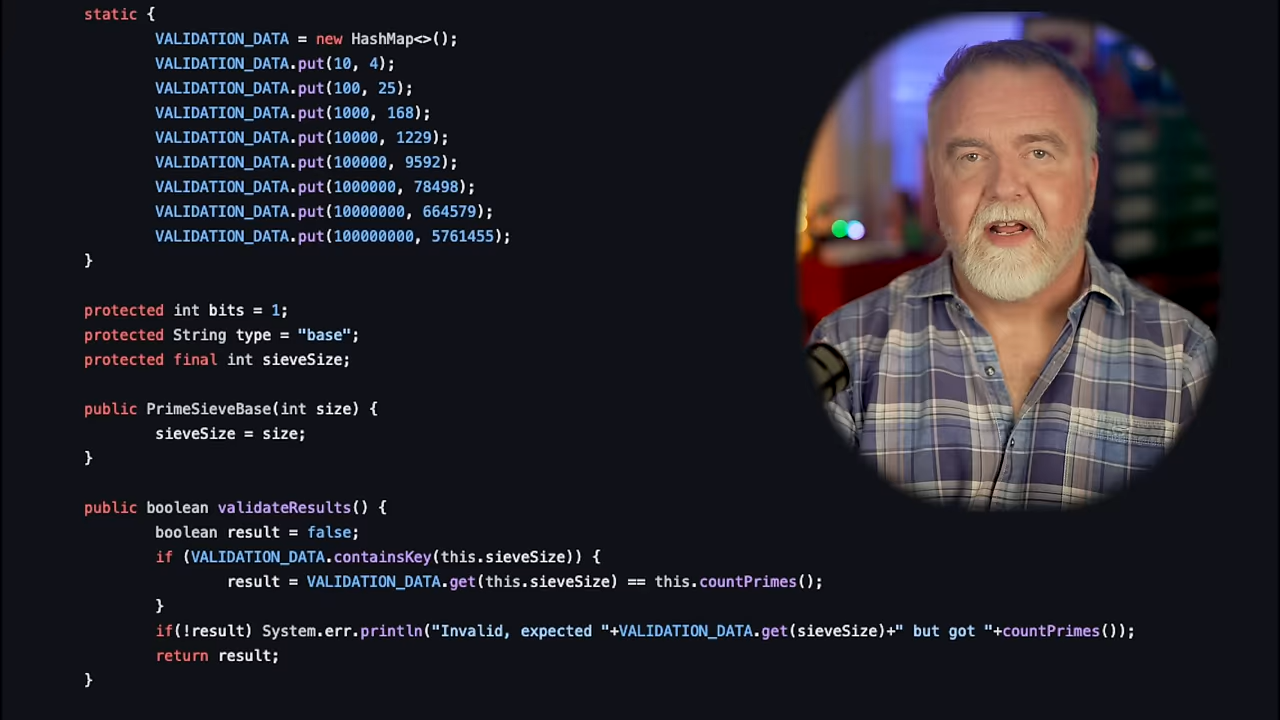 static {
VALIDATION_DATA = new HashMap<>();
VALIDATION_DATA.put(10, 4);
VALIDATION_DATA.put(100, 25);
VALIDATION_DATA.put(1000, 168);
VALIDATION_DATA.put(10000, 1229);
VALIDATION_DATA.put(100000, 9592);
VALIDATION_DATA.put(1000000, 78498);
VALIDATION_DATA.put(10000000, 664579);
VALIDATION_DATA.put(100000000, 5761455);
}
protected int bits = 1;
protected String type = "base";
protected final int sieveSize;
public PrimeSieveBase(int size) {
sieveSize = size;
}
public boolean validateResults() {
boolean result = false;
if (VALIDATION_DATA.containsKey(this.sieveSize)) {
result = VALIDATION_DATA.get(this.sieveSize) == this.countPrimes();
}
if(!result) System.err.println("Invalid, expected "+VALIDATION_DATA.get(sieveSize)+" but got "+countPrimes());
return result;
}